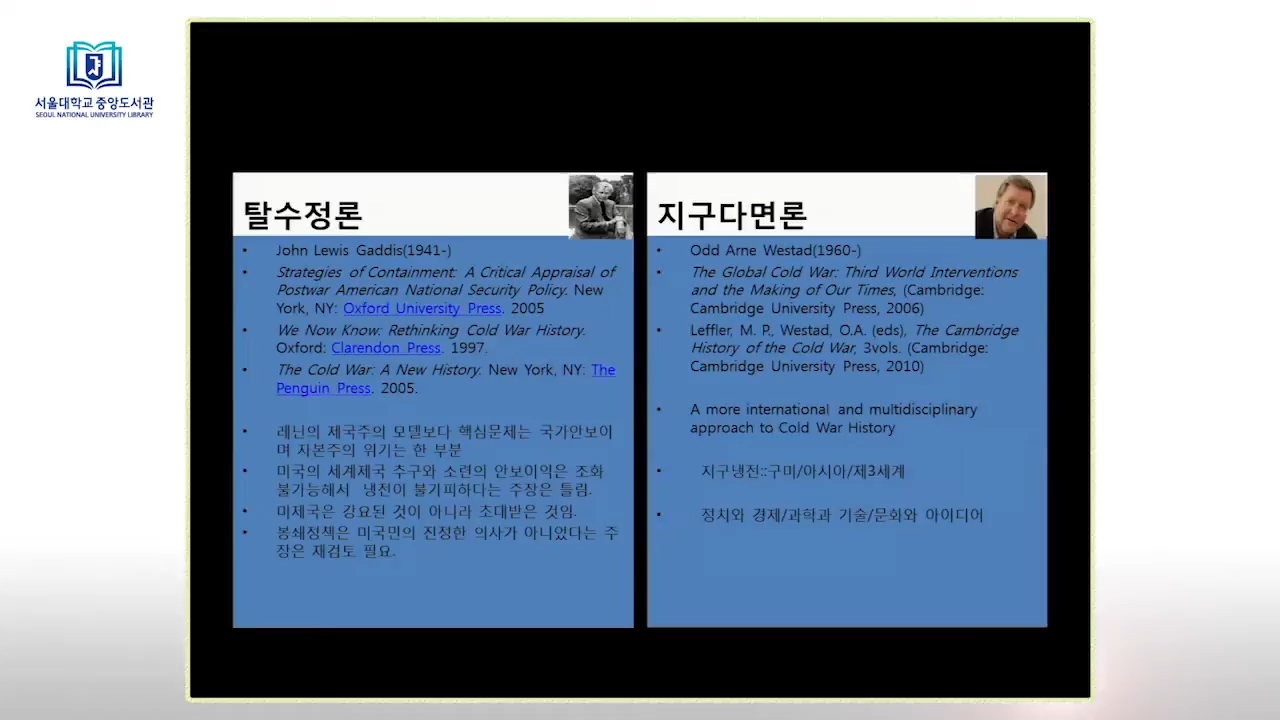 서울대학교 중앙도서관
SEOUL NATIONAL UNIVERSITY LIBRARY
탈수정론
• John Lewis Gaddis(1941-)
• Strategies of Containment: A Critical Appraisal of
Postwar American National Security Policy. New
York, NY: Oxford University Press. 2005
• We Now Know: Rethinking Cold War History.
Oxford: Clarendon Press. 1997.
• The Cold War: A New History. New York, NY: The
Penguin Press. 2005.
• 레닌의 제국주의 모델보다 핵심문제는 국가안보이
며 자본주의 위기는 한 부분
• 미국의 세계제국 추구와 소련의 안보이익은 조화
불가능해서 냉전이 불기피하다는 주장은 틀림.
• 미제국은 강요된 것이 아니라 초대받은 것임.
• 봉쇄정책은 미국민의 진정한 의사가 아니었다는 주
장은 재검토 필요.
지구다면론
• Odd Arne Westad(1960-)
• The Global Cold War: Third World Interventions
and the Making of Our Times, (Cambridge:
Cambridge University Press, 2006)
• Leffler, M. P., Westad, O.A. (eds), The Cambridge
History of the Cold War, 3vols. (Cambridge:
Cambridge University Press, 2010)
• A more international and multidisciplinary
approach to Cold War History
• 지구냉전::구미/아시아/제3세계
• 정치와 경제/과학과 기술/문화와 아이디어